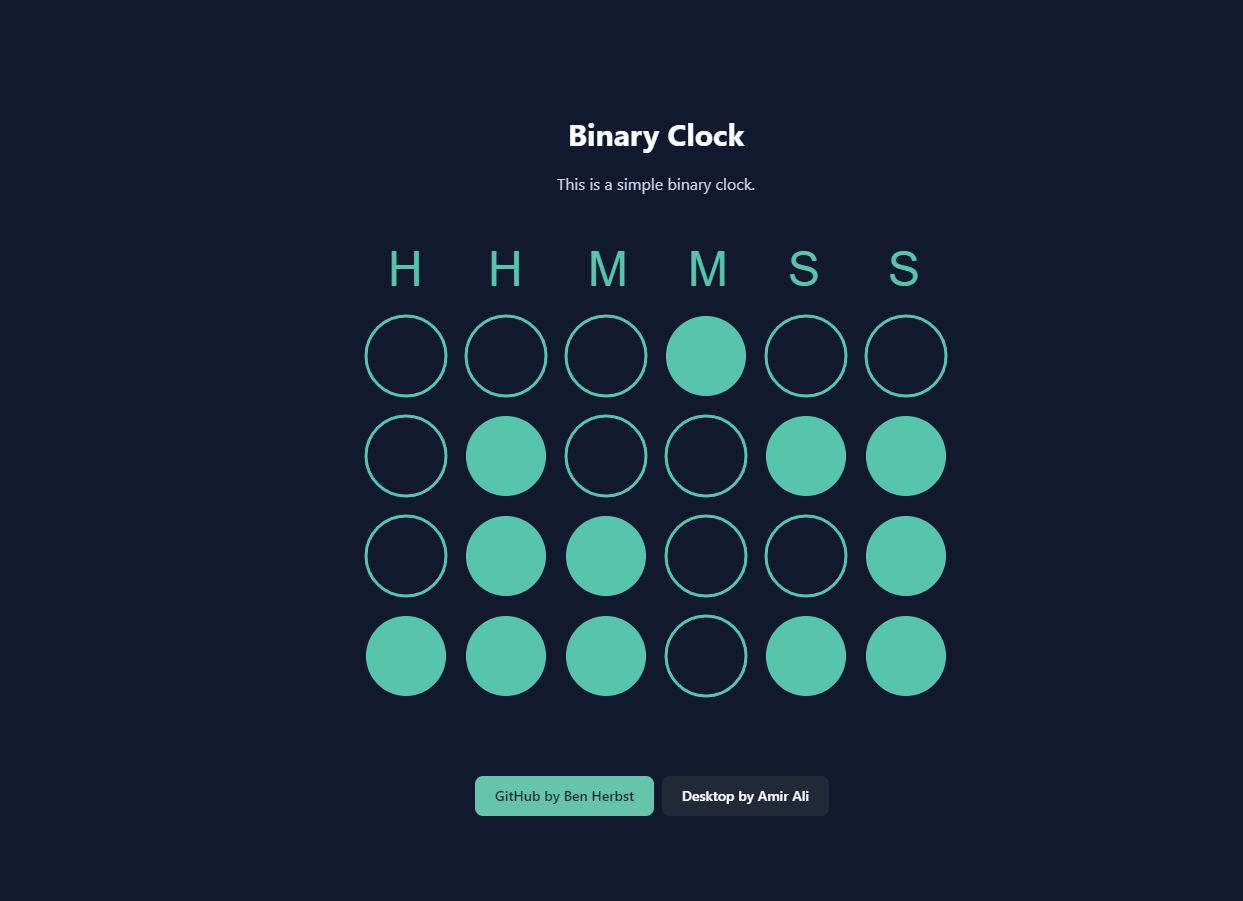 Binary Clock
This is a simple binary clock.
H H M M S S
GitHub by Ben Herbst
Desktop by Amir Ali